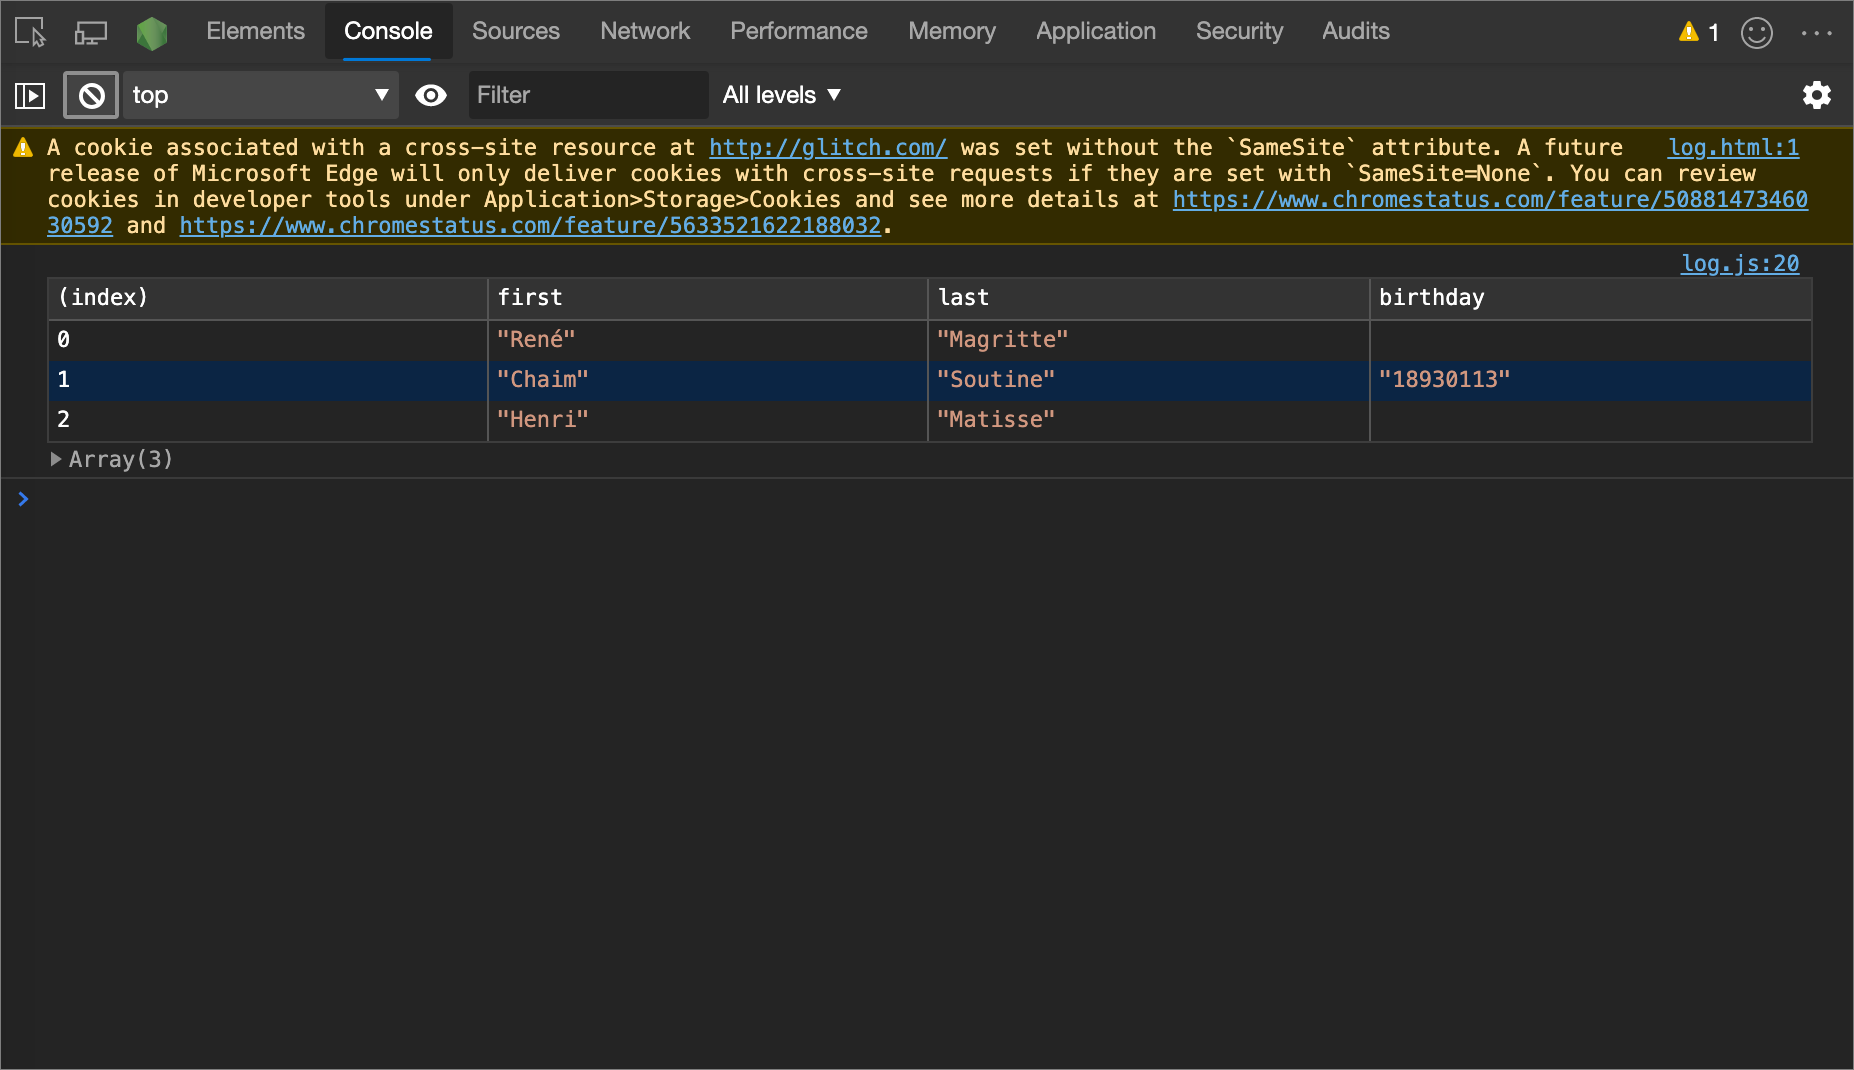 Elements Console Sources Network Performance Memory Application Security Audits 1
top Filter All levels
A cookie associated with a cross-site resource at http://glitch.com/ was set without the `SameSite` attribute. A future log.html:1
release of Microsoft Edge will only deliver cookies with cross-site requests if they are set with `SameSite=None`. You can review
cookies in developer tools under Application>Storage>Cookies and see more details at https://www.chromestatus.com/feature/50881473460
30592 and https://www.chromestatus.com/feature/5633521622188032.
log.js:20
(index) first last birthday
0 "René" "Magritte"
1 "Chaim" "Soutine" "18930113"
2 "Henri" "Matisse"
Array(3)